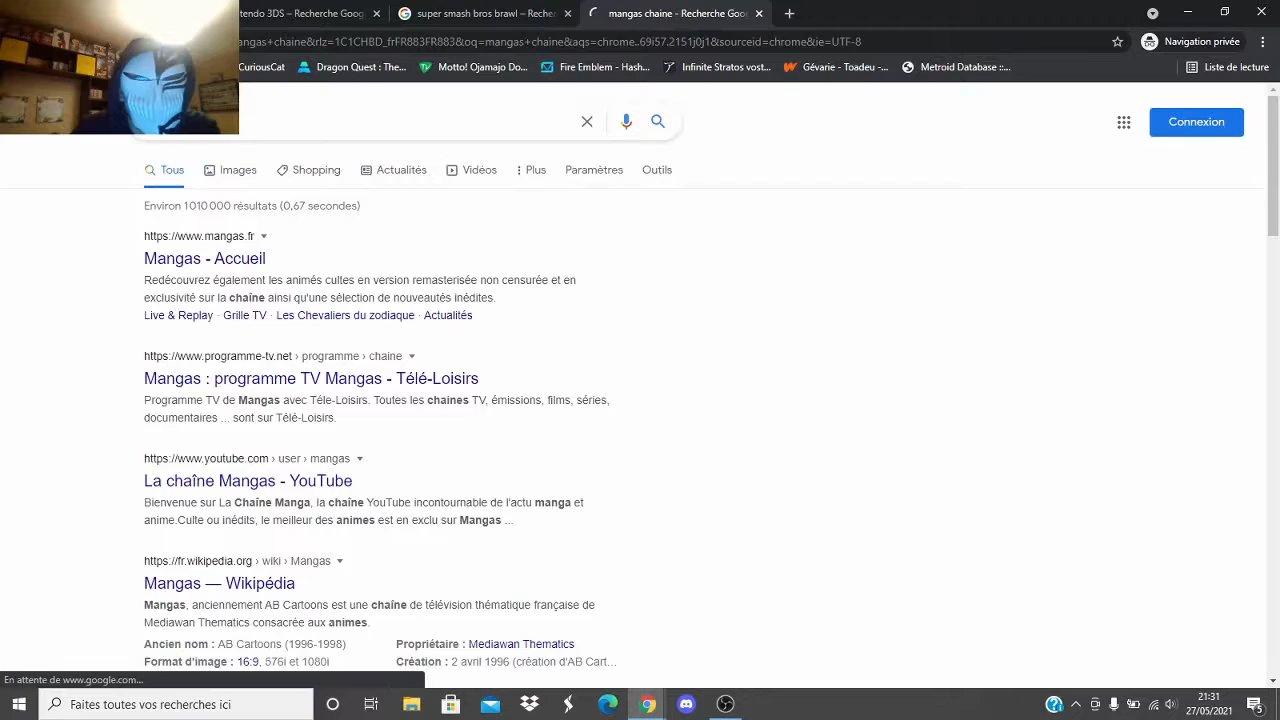 tendo 3DS - Recherche Goo
super smash bros brawl – Recher
mangas chaine - Recherche Goo
angas+chaine&rlz=1C1CHBD_frFR883FR883&oq=mangas+chaine&aqs=chrome..69i57.2151j0j1&sourceid=chrome&ie=UTF-8
Navigation privée
CuriousCat
Dragon Quest : The...
Motto! Ojamajo Do...
Fire Emblem - Hash...
Infinite Stratos vost...
Gévarie - Toadeu -...
Metroid Database ::...
Liste de lecture
Connexion
Tous
Images
Shopping
Actualités
Vidéos
Plus
Paramètres
Outils
Environ 1 010 000 résultats (0,67 secondes)
https://www.mangas.fr
Mangas - Accueil
Redécouvrez également les animés cultes en version remasterisée non censurée et en
exclusivité sur la chaîne ainsi qu'une sélection de nouveautés inédites.
Live & Replay · Grille TV · Les Chevaliers du zodiaque · Actualités
https://www.programme-tv.net › programme › chaine
Mangas : programme TV Mangas - Télé-Loisirs
Programme TV de Mangas avec Téle-Loisirs. Toutes les chaines TV, émissions, films, séries,
documentaires ... sont sur Télé-Loisirs.
https://www.youtube.com › user › mangas
La chaîne Mangas - YouTube
Bienvenue sur La Chaîne Manga, la chaîne YouTube incontournable de l'actu manga et
anime.Culte ou inédits, le meilleur des animes est en exclu sur Mangas ...
https://fr.wikipedia.org › wiki › Mangas
Mangas — Wikipédia
Mangas, anciennement AB Cartoons est une chaîne de télévision thématique française de
Mediawan Thematics consacrée aux animes.
Ancien nom : AB Cartoons (1996-1998)
Propriétaire : Mediawan Thematics
Format d'image : 16:9, 576i et 1080i
Création : 2 avril 1996 (création d'AB Cart...
En attente de www.google.com...
Faites toutes vos recherches ici
21:31
27/05/2021
5